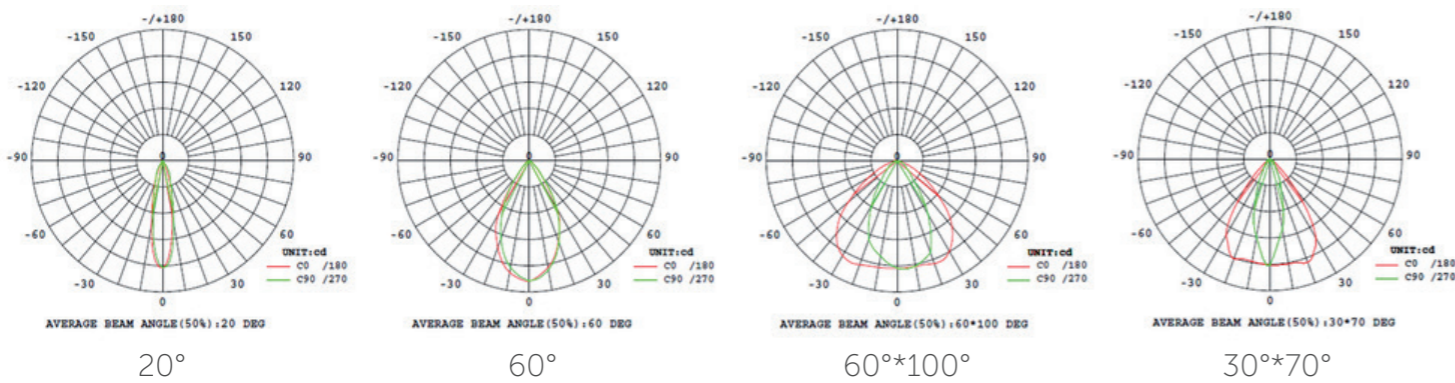 -/+180
-150 150
-120 120
-90 0 90
-60 60
-30 30
0
UNIT:cd
C0 /180
C90 /270
AVERAGE BEAM ANGLE(50%):20 DEG
20°
-/+180
-150 150
-120 120
-90 0 90
-60 60
-30 30
0
UNIT:cd
C0 /180
C90 /270
AVERAGE BEAM ANGLE(50%):60 DEG
60°
-/+180
-150 150
-120 120
-90 0 90
-60 60
-30 30
0
UNIT:cd
C0 /180
C90 /270
AVERAGE BEAM ANGLE(50%):60*100 DEG
60°*100°
-/+180
-150 150
-120 120
-90 0 90
-60 60
-30 30
0
UNIT:cd
C0 /180
C90 /270
AVERAGE BEAM ANGLE(50%):30*70 DEG
30°*70°